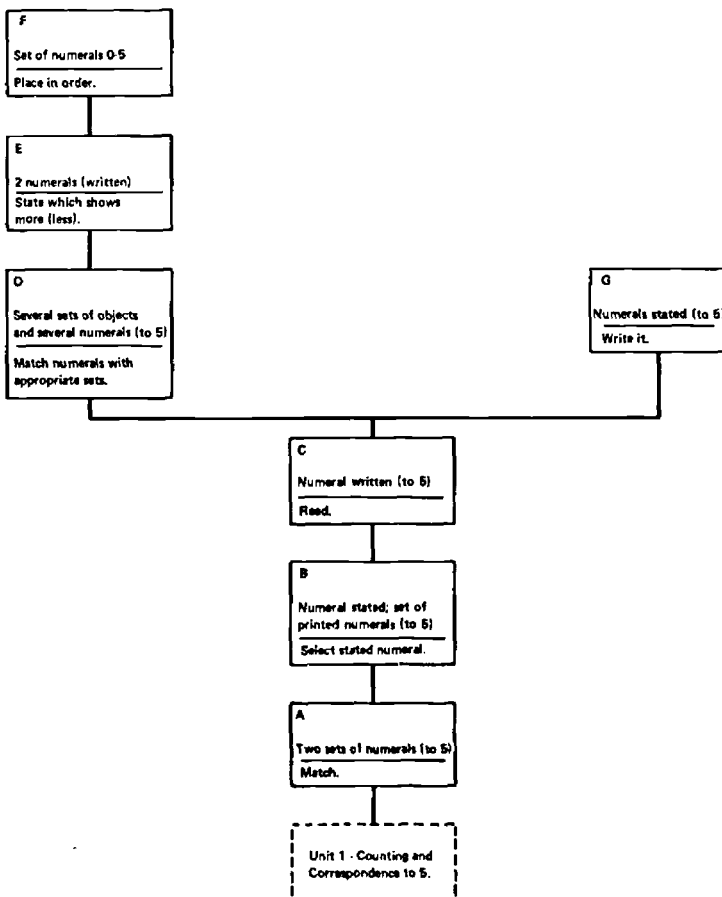 F
Set of numerals 0-5
Place in order.
E
2 numerals (written)
State which shows
more (less).
D
Several sets of objects
and several numerals (to 5)
Match numerals with
appropriate sets.
G
Numerals stated (to 5)
Write it.
C
Numeral written (to 5)
Read.
B
Numeral stated; set of
printed numerals (to 5)
Select stated numeral.
A
Two sets of numerals (to 5)
Match.
Unit 1 - Counting and
Correspondence to 5.